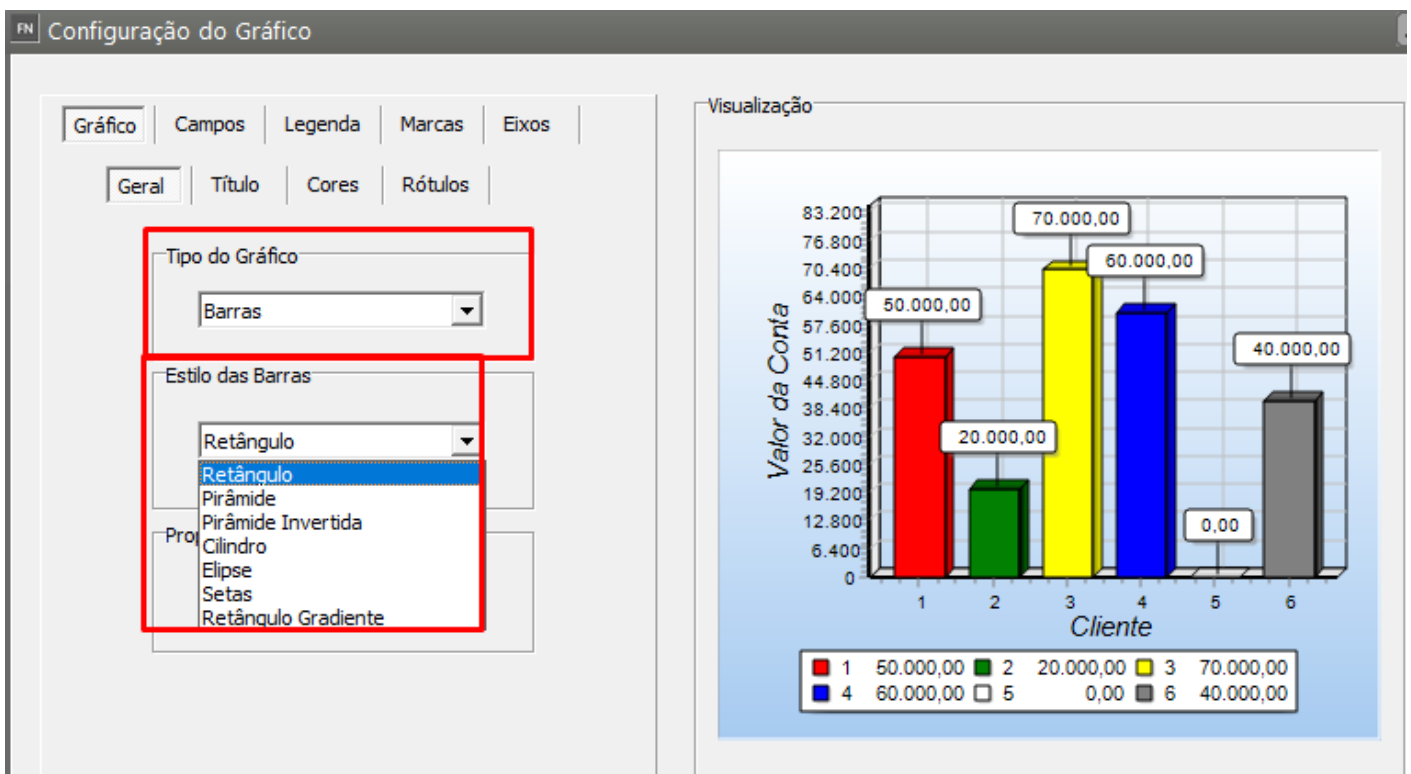 FN Configuração do Gráfico
Gráfico Campos Legenda Marcas Eixos
Geral Título Cores Rótulos
Tipo do Gráfico
Barras
Estilo das Barras
Retângulo
Retângulo
Pirâmide
Pirâmide Invertida
Cilindro
Elipse
Setas
Retângulo Gradiente
Visualização
83.200
76.800
70.400
64.000
57.600
51.200
44.800
38.400
32.000
25.600
19.200
12.800
6.400
0
Valor da Conta
50.000,00
20.000,00
70.000,00
60.000,00
0,00
40.000,00
1 2 3 4 5 6
Cliente
1 50.000,00 2 20.000,00 3 70.000,00
4 60.000,00 5 0,00 6 40.000,00